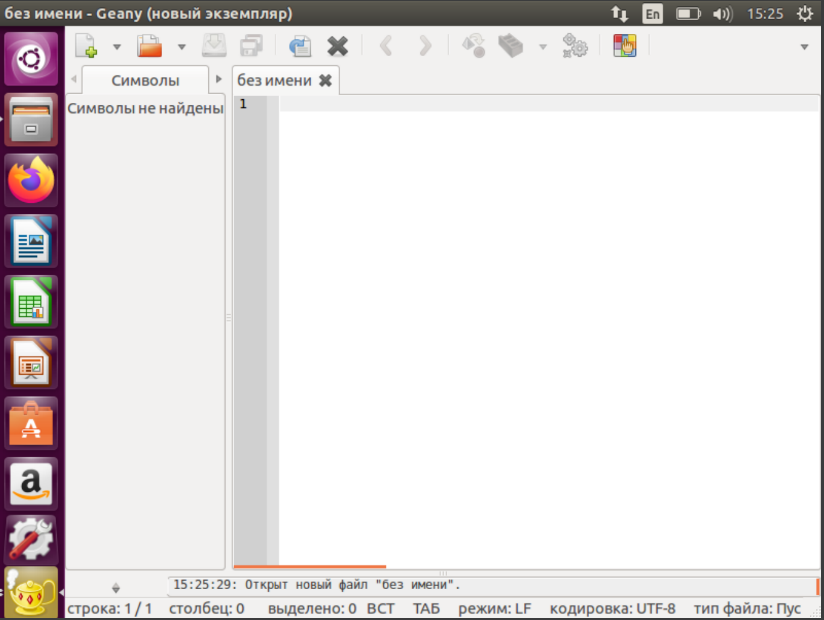 без имени - Geany (новый экземпляр)
En
15:25
Символы
без имени
Символы не найдены
1
15:25:29: Открыт новый файл "без имени".
строка: 1 / 1 столбец: 0 выделено: 0 ВСТ ТАБ режим: LF кодировка: UTF-8 тип файла: Пус